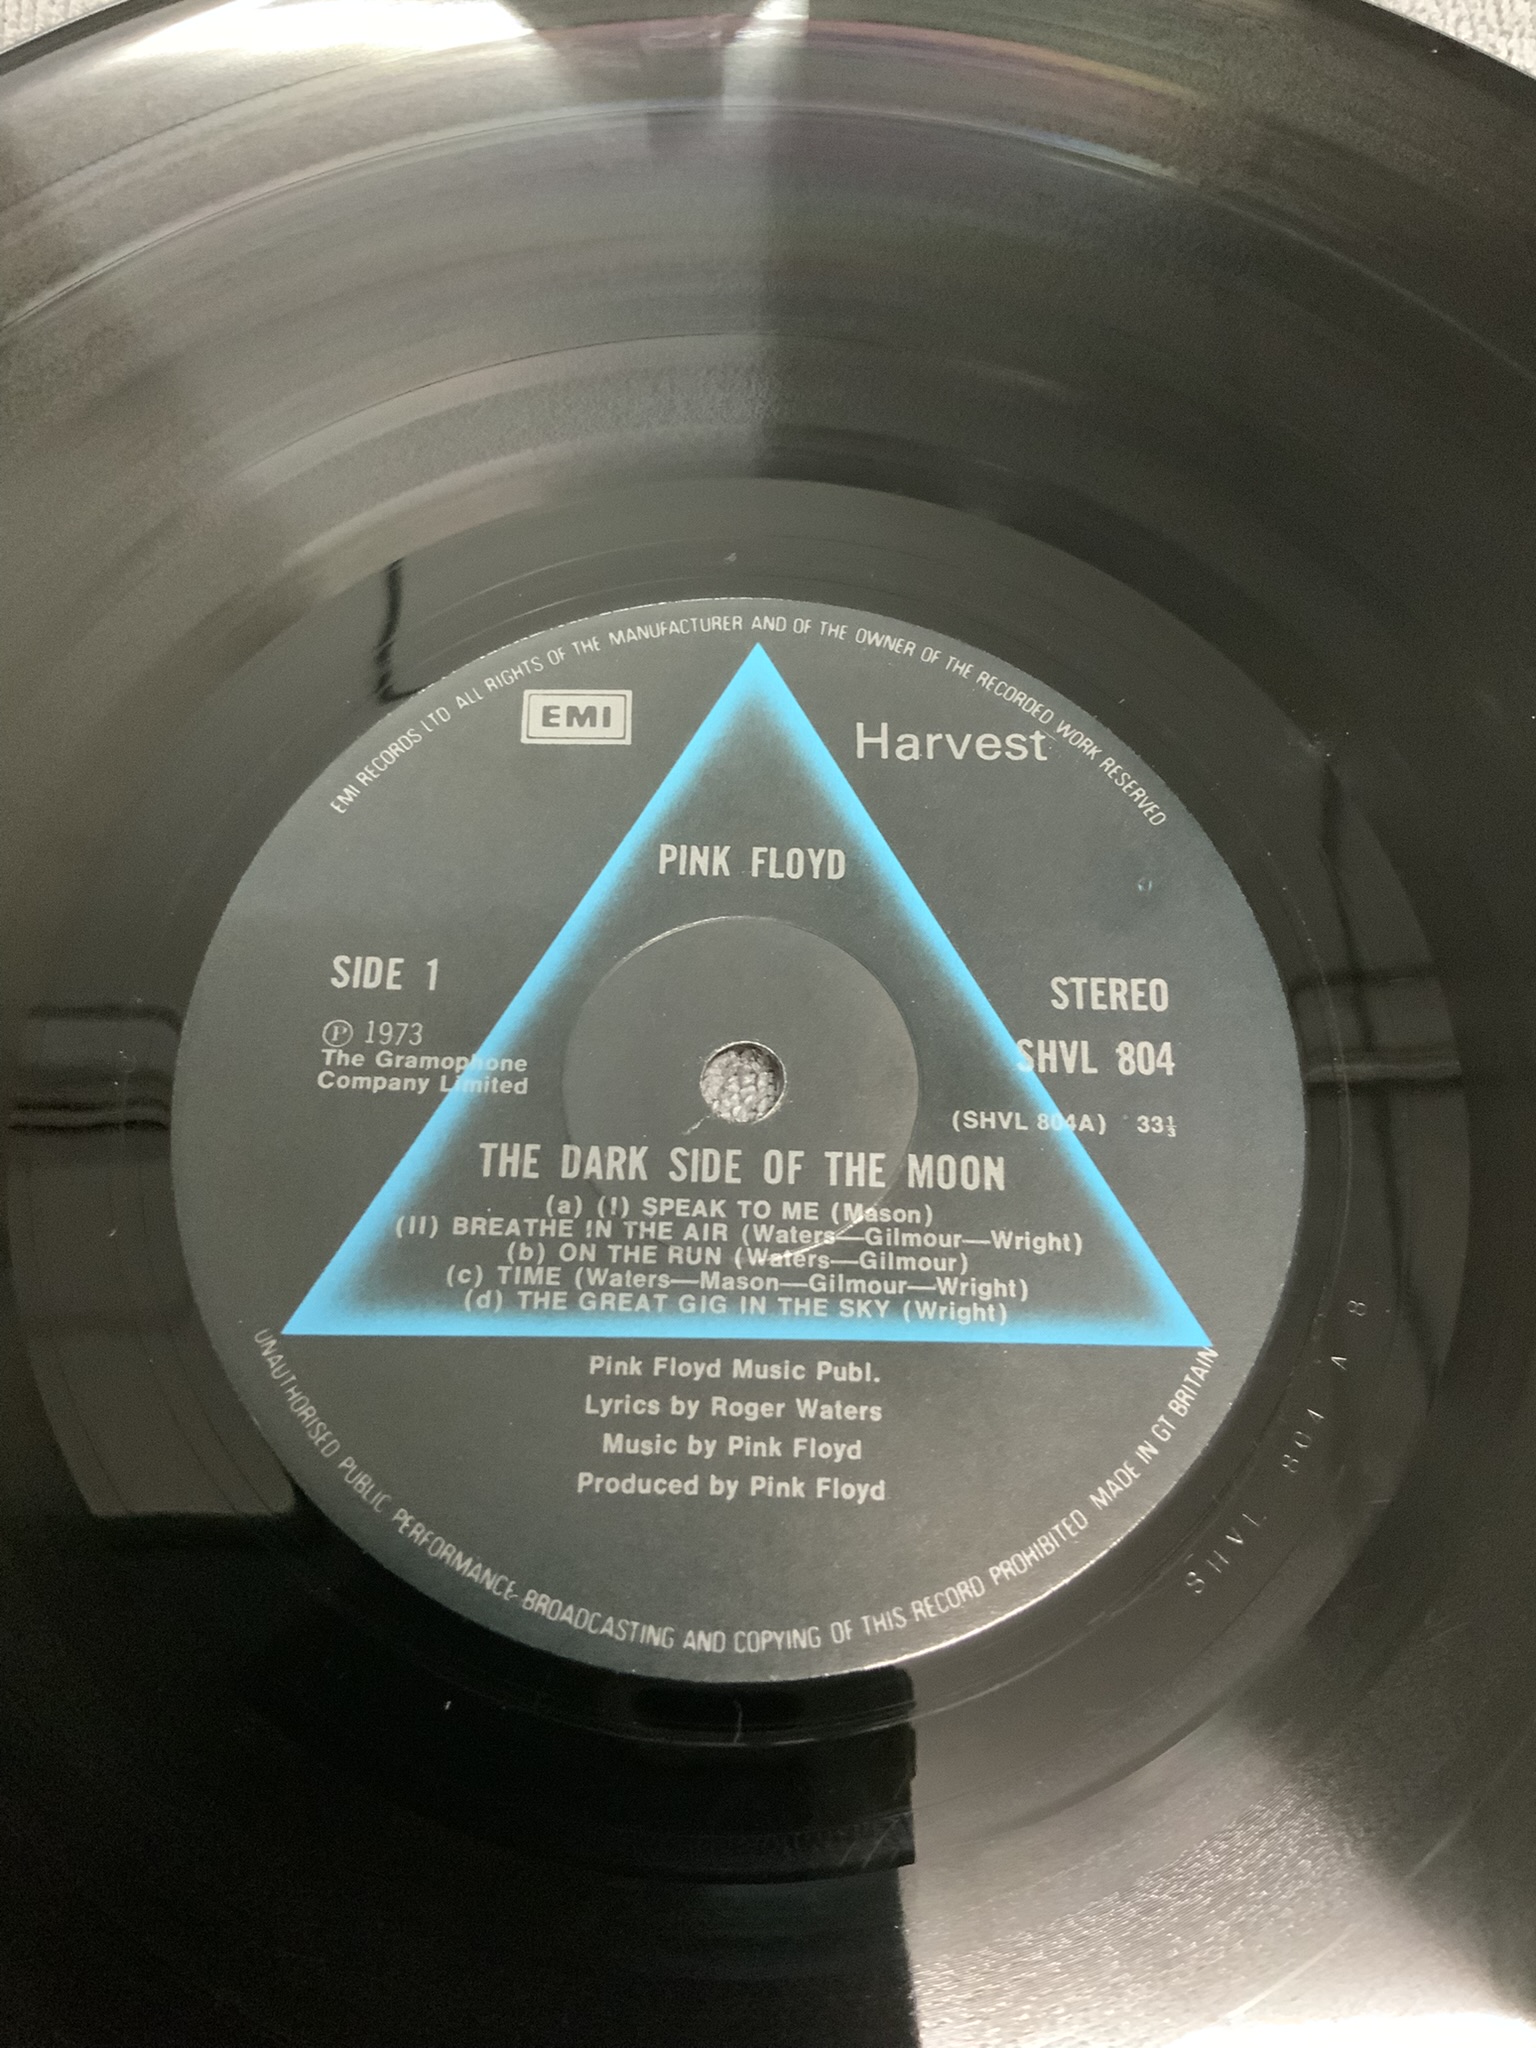 EMI RECORDS LTD ALL RIGHTS OF THE MANUFACTURER AND OF THE OWNER OF THE RECORDED WORK RESERVED
EMI
Harvest
PINK FLOYD
SIDE 1
STEREO
Ⓟ 1973
The Gramophone
Company Limited
SHVL 804
(SHVL 804A) 33⅓
THE DARK SIDE OF THE MOON
(a) (I) SPEAK TO ME (Mason)
(II) BREATHE IN THE AIR (Waters—Gilmour—Wright)
(b) ON THE RUN (Waters—Gilmour)
(c) TIME (Waters—Mason—Gilmour—Wright)
(d) THE GREAT GIG IN THE SKY (Wright)
Pink Floyd Music Publ.
Lyrics by Roger Waters
Music by Pink Floyd
Produced by Pink Floyd
UNAUTHORISED PUBLIC PERFORMANCE BROADCASTING AND COPYING OF THIS RECORD PROHIBITED MADE IN GT BRITAIN
SHVL 804 A 8